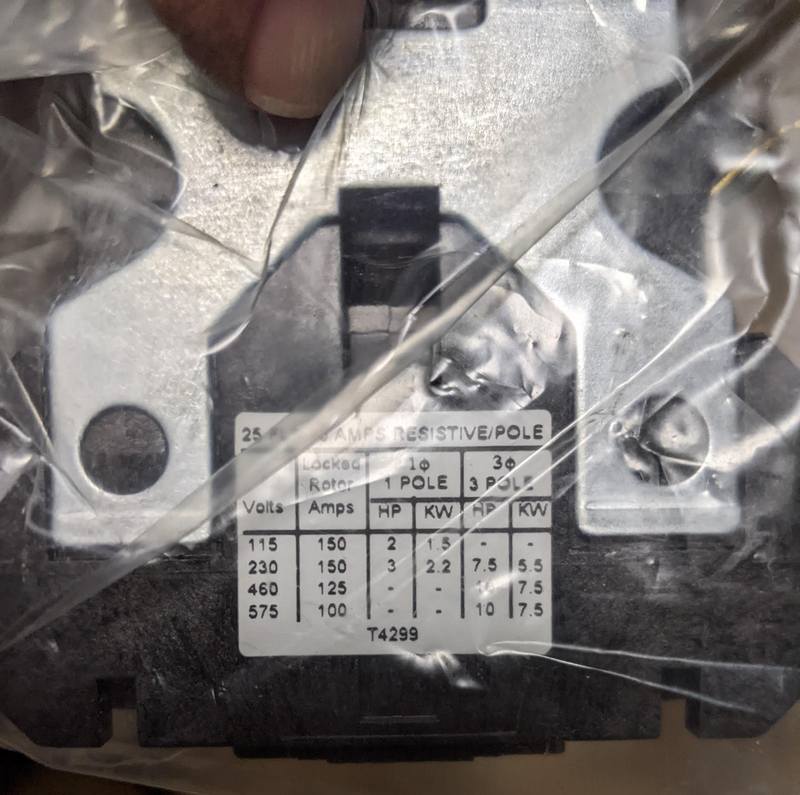 25 AMPS RESISTIVE/POLE
Locked 1ϕ 3ϕ
Rotor 1 POLE 3 POLE
Volts Amps HP KW HP KW
115 150 2 1.5 - -
230 150 3 2.2 7.5 5.5
460 125 - - 7.5
575 100 - - 10 7.5
T4299